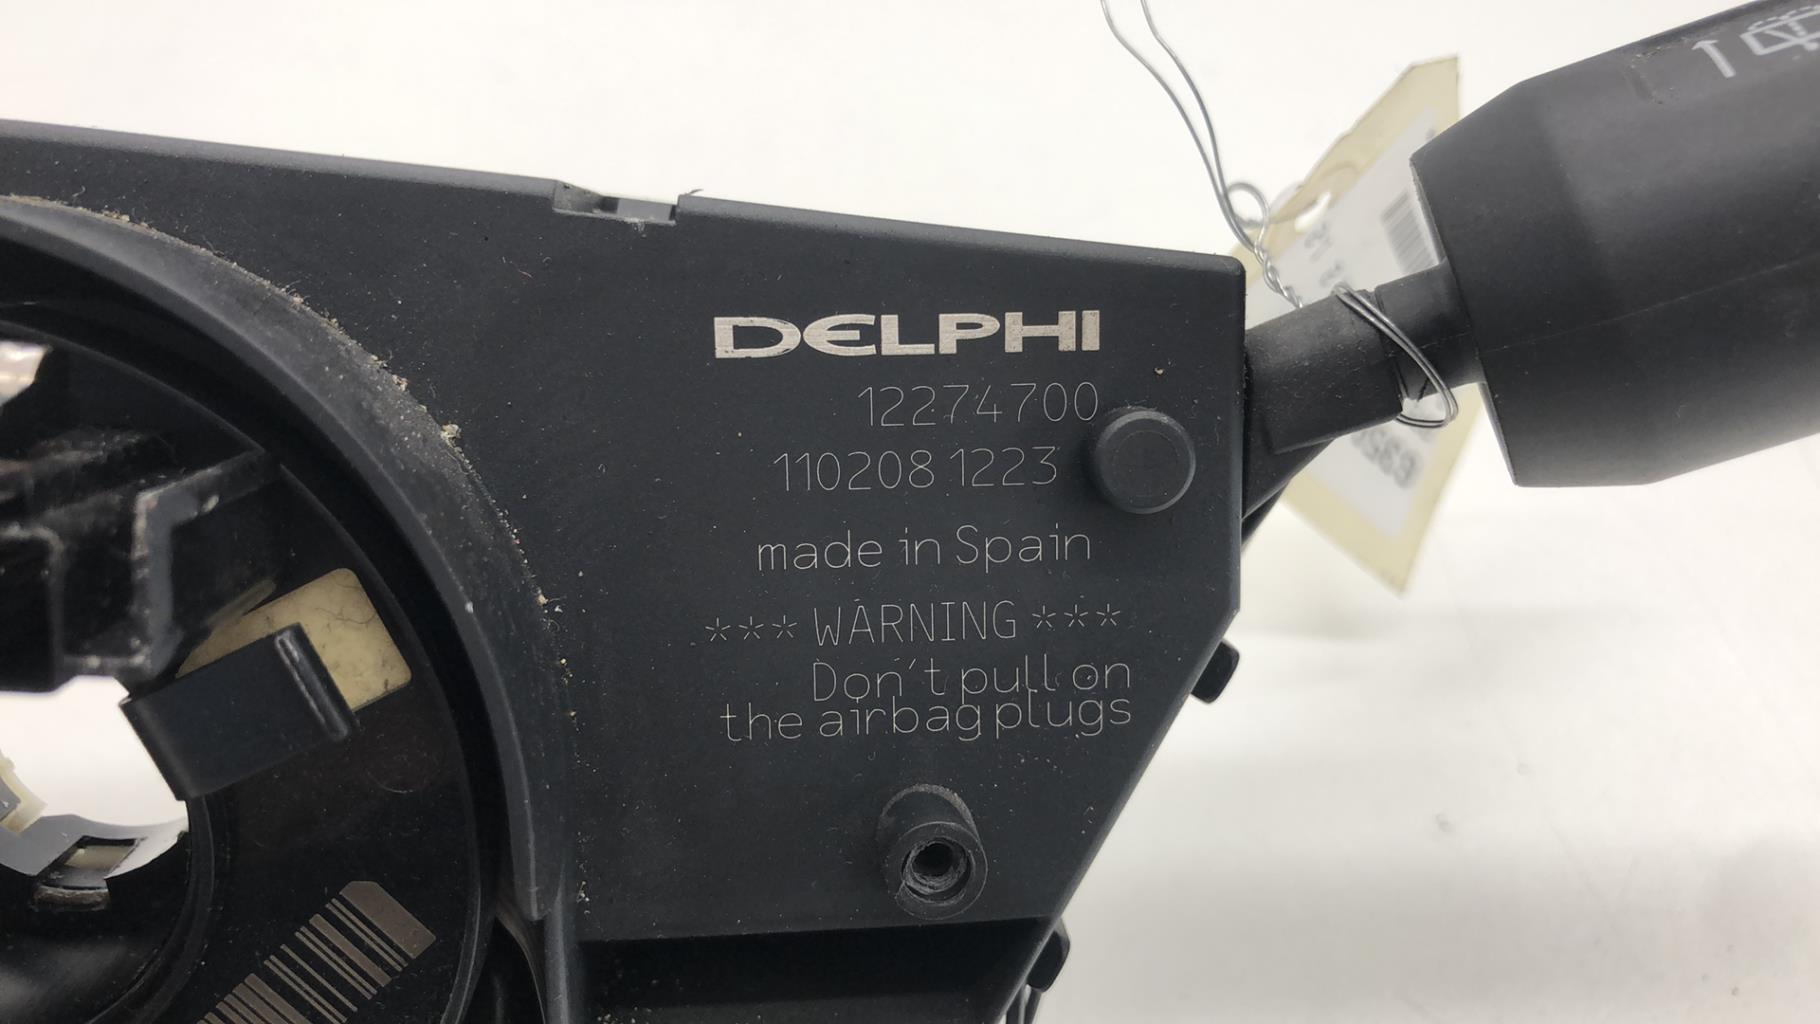 DELPHI
12274700
110208 1223
made in Spain
*** WARNING ***
Don't pull on
the airbag plugs